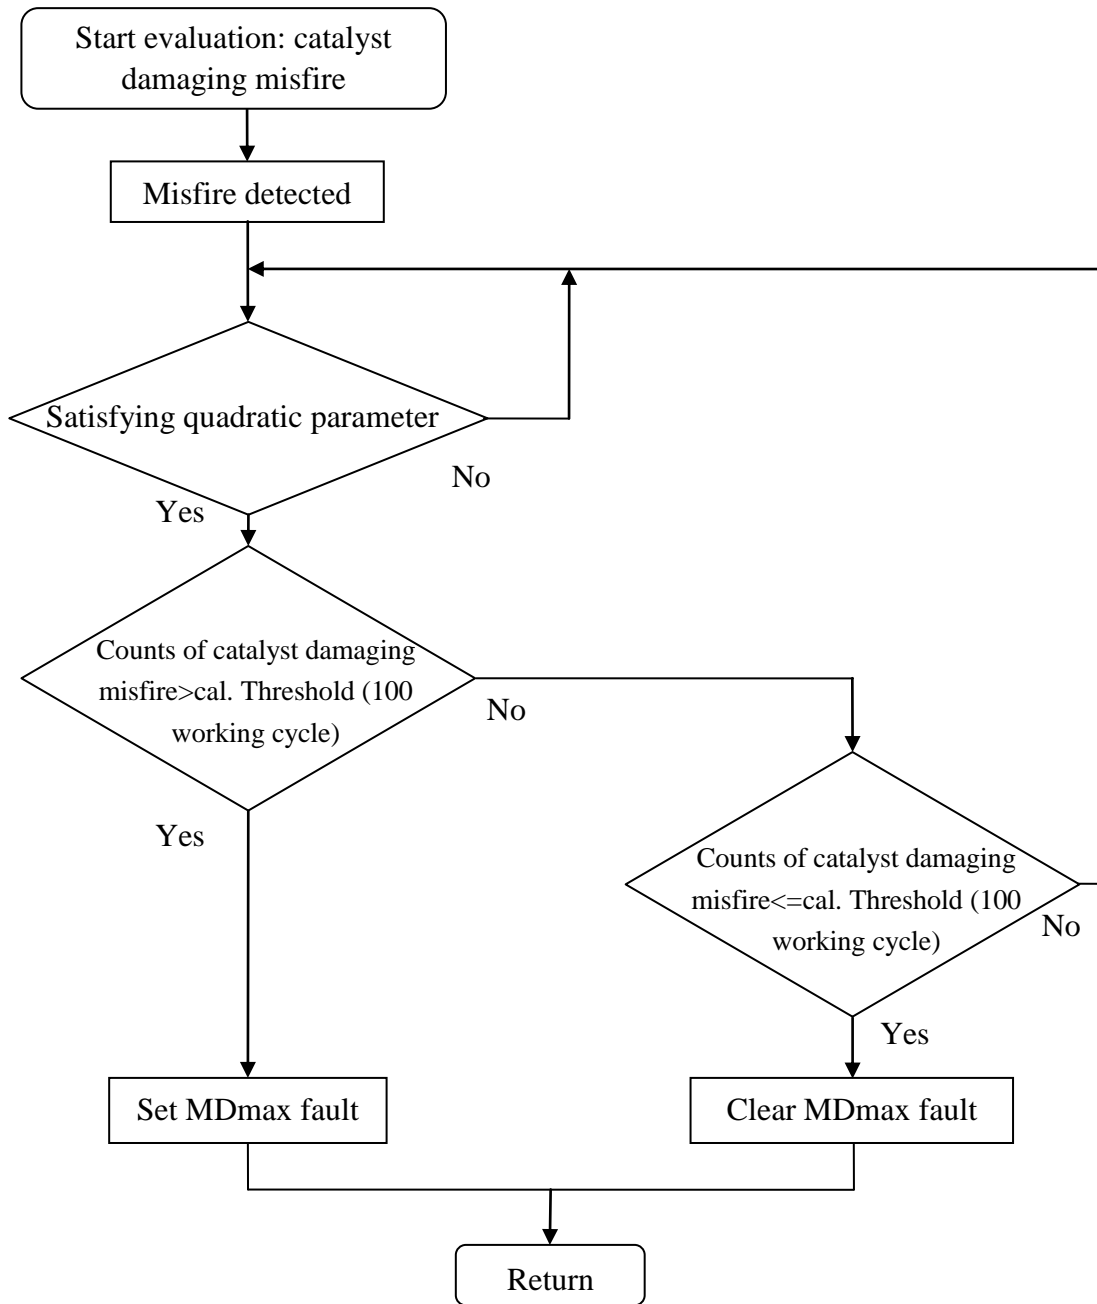 Start evaluation: catalyst
damaging misfire
Misfire detected
Satisfying quadratic parameter
No
Yes
Counts of catalyst damaging
misfire>cal. Threshold (100
working cycle)
No
Yes
Counts of catalyst damaging
misfire<=cal. Threshold (100
working cycle)
No
Yes
Set MDmax fault
Clear MDmax fault
Return